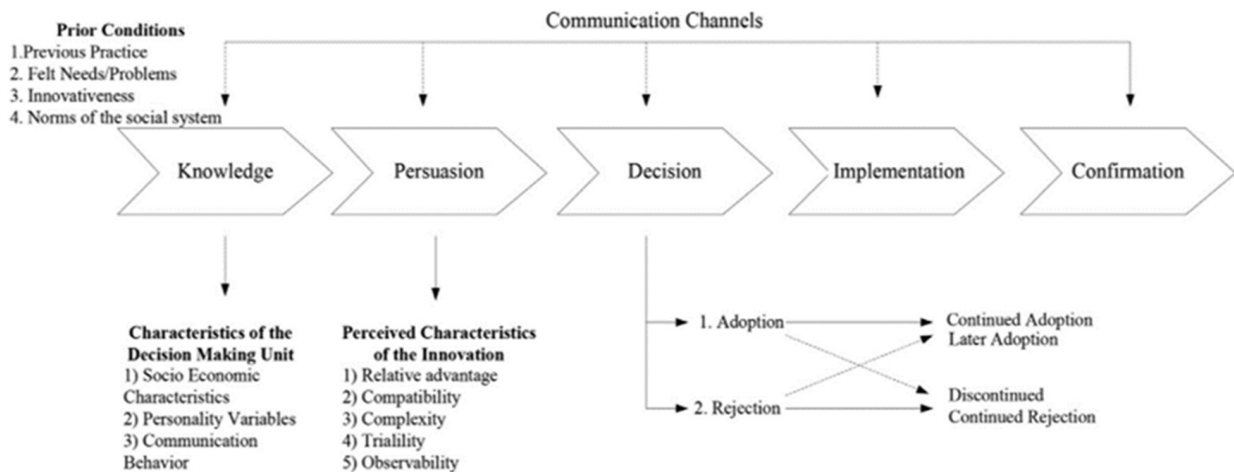 Communication Channels
Prior Conditions
1.Previous Practice
2. Felt Needs/Problems
3. Innovativeness
4. Norms of the social system
Knowledge
Persuasion
Decision
Implementation
Confirmation
Characteristics of the
Decision Making Unit
1) Socio Economic
Characteristics
2) Personality Variables
3) Communication
Behavior
Perceived Characteristics
of the Innovation
1) Relative advantage
2) Compatibility
3) Complexity
4) Trialility
5) Observability
1. Adoption
2. Rejection
Continued Adoption
Later Adoption
Discontinued
Continued Rejection